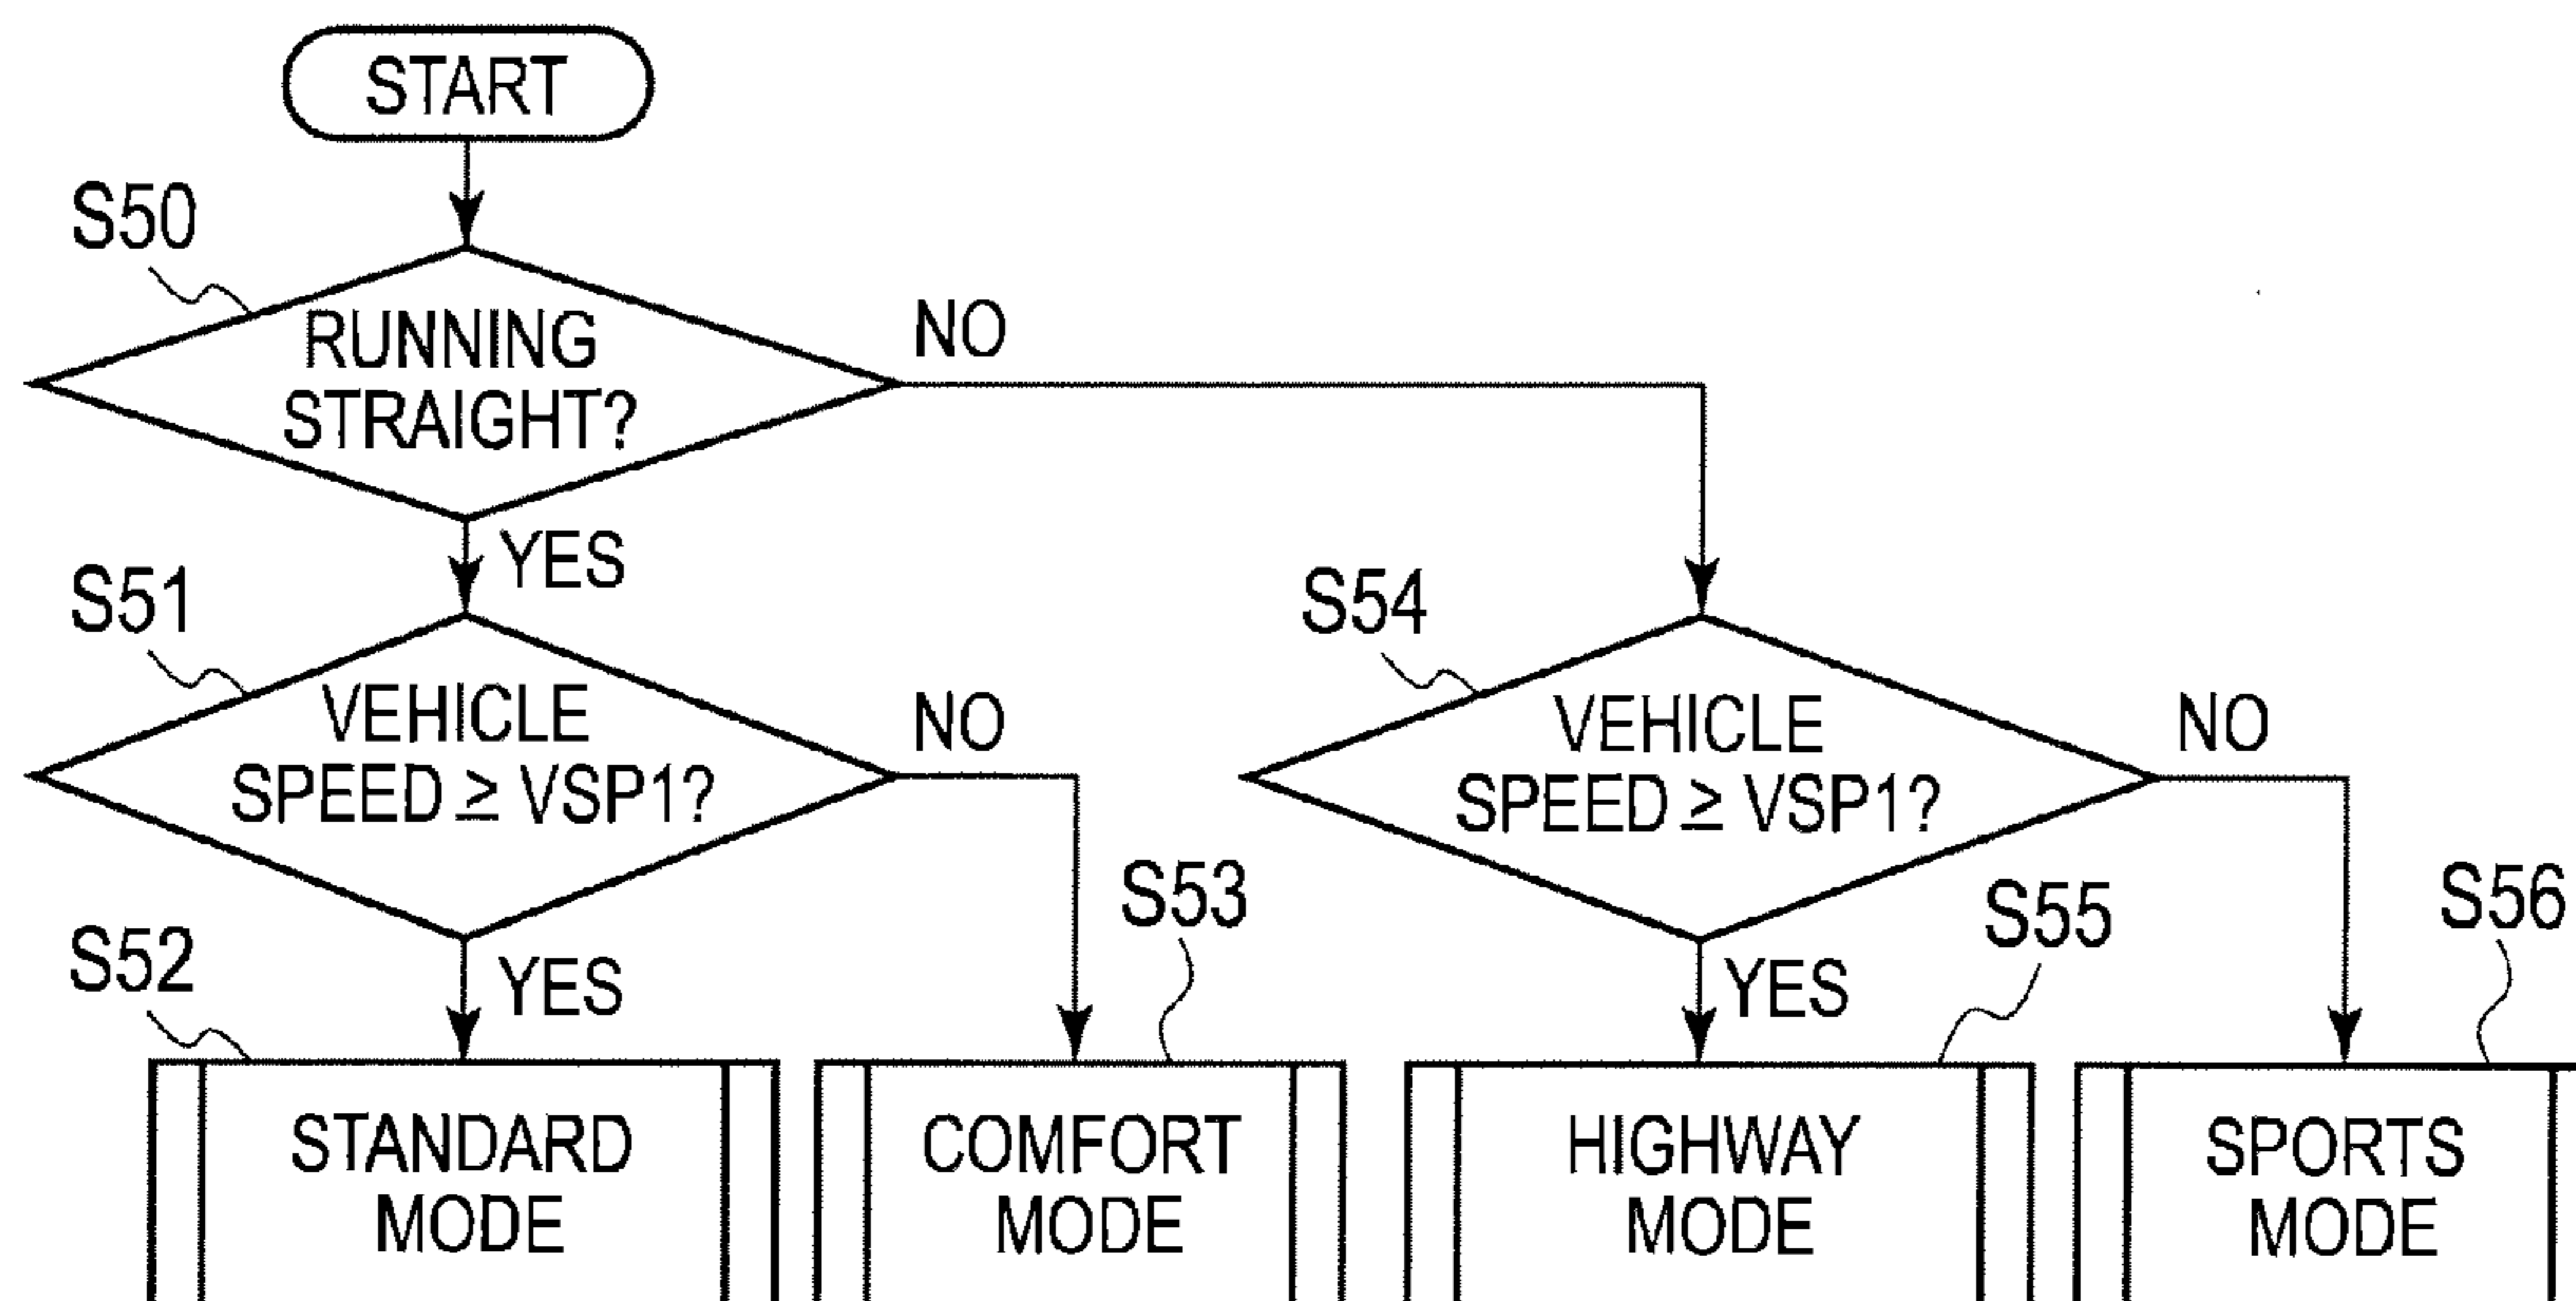 START
S50
RUNNING
STRAIGHT?
NO
YES
S51
VEHICLE
SPEED ≥ VSP1?
NO
S54
VEHICLE
SPEED ≥ VSP1?
NO
YES
S52
S53
YES
S55
S56
STANDARD
MODE
COMFORT
MODE
HIGHWAY
MODE
SPORTS
MODE